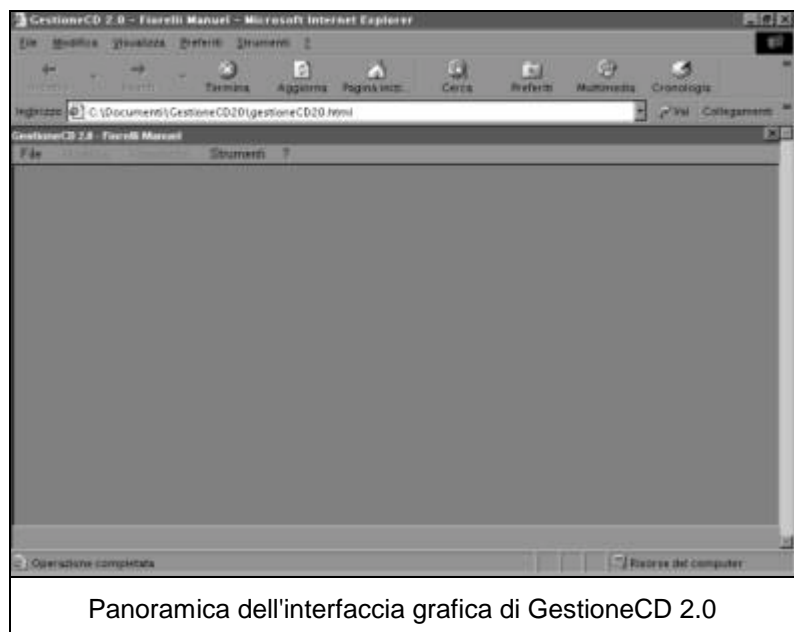 GestioneCD 2.0 - Fiorelli Manuel - Microsoft Internet Explorer
File Modifica Visualizza Preferiti Strumenti ?
Termina Aggiorna Pagina inizi... Cerca Preferiti Multimedia Cronologia
Indirizzo C:\Documenti\GestioneCD20\gestioneCD20.html Vai Collegamenti
GestioneCD 2.0 - Fiorelli Manuel
File Strumenti ?
Operazione completata Risorse del computer
Panoramica dell'interfaccia grafica di GestioneCD 2.0